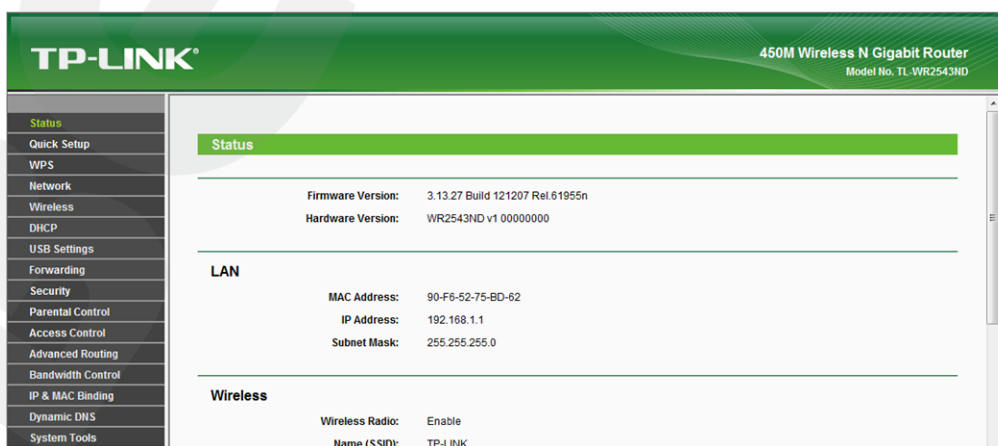 TP-LINK®
450M Wireless N Gigabit Router
Model No. TL-WR2543ND
Status
Quick Setup
WPS
Network
Wireless
DHCP
USB Settings
Forwarding
Security
Parental Control
Access Control
Advanced Routing
Bandwidth Control
IP & MAC Binding
Dynamic DNS
System Tools
Status
Firmware Version: 3.13.27 Build 121207 Rel.61955n
Hardware Version: WR2543ND v1 00000000
LAN
MAC Address: 90-F6-52-75-BD-62
IP Address: 192.168.1.1
Subnet Mask: 255.255.255.0
Wireless
Wireless Radio: Enable
Name (SSID): TP-LINK